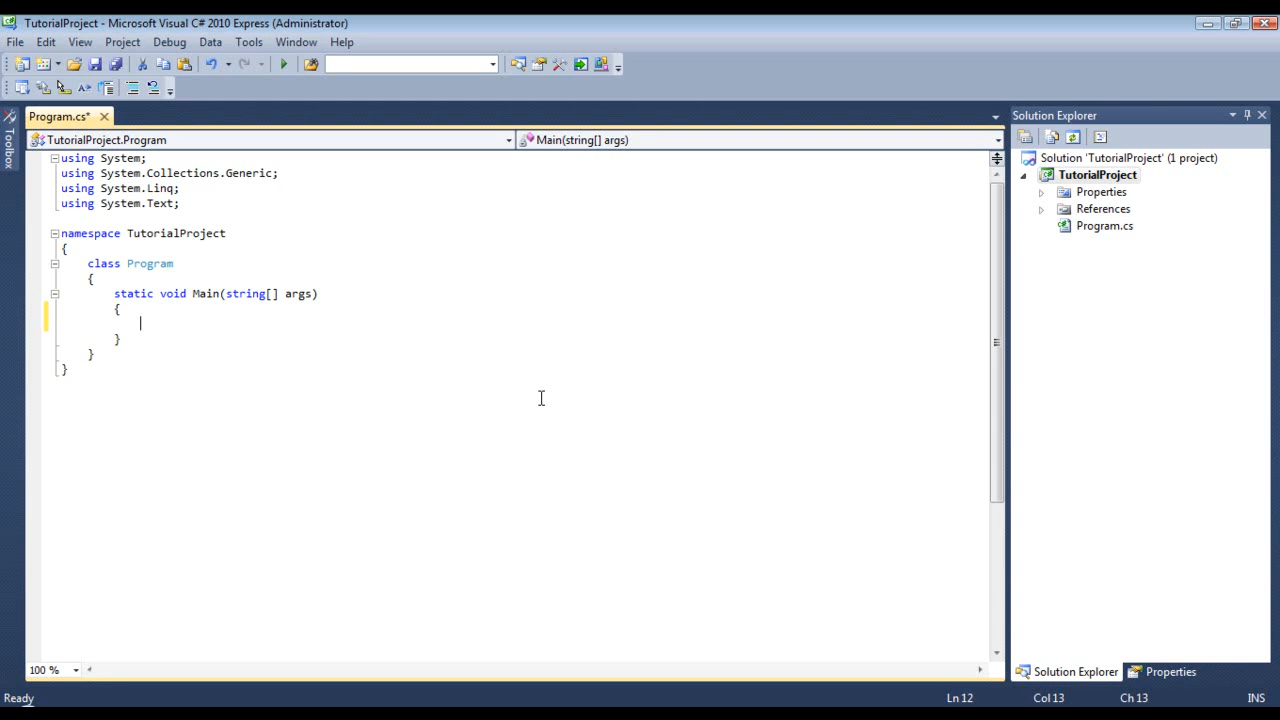 TutorialProject - Microsoft Visual C# 2010 Express (Administrator)
File Edit View Project Debug Data Tools Window Help
Toolbox
Program.cs*
TutorialProject.Program
Main(string[] args)
using System;
using System.Collections.Generic;
using System.Linq;
using System.Text;
namespace TutorialProject
{
class Program
{
static void Main(string[] args)
{
}
}
}
100 %
Solution Explorer
Solution 'TutorialProject' (1 project)
TutorialProject
Properties
References
Program.cs
Solution Explorer Properties
Ready Ln 12 Col 13 Ch 13 INS